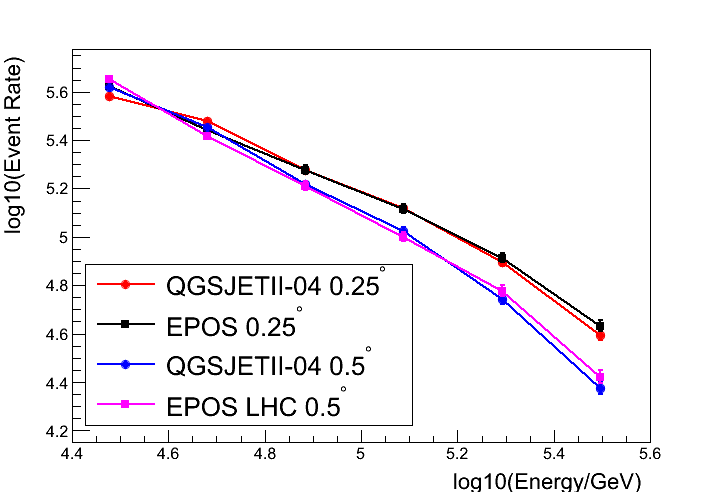 log10(Event Rate)
5.6
5.4
5.2
5
4.8
4.6
4.4
4.2
QGSJETII-04 0.25°
EPOS 0.25°
QGSJETII-04 0.5°
EPOS LHC 0.5°
4.4 4.6 4.8 5 5.2 5.4 5.6
log10(Energy/GeV)